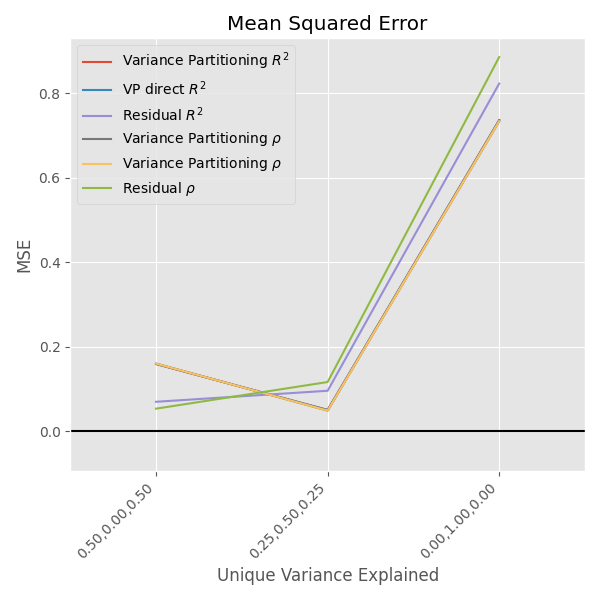 Mean Squared Error
Variance Partitioning R²
VP direct R²
Residual R²
Variance Partitioning ρ
Variance Partitioning ρ
Residual ρ
MSE
0.8
0.6
0.4
0.2
0.0
0.50,0.00,0.50
0.25,0.50,0.25
0.00,1.00,0.00
Unique Variance Explained